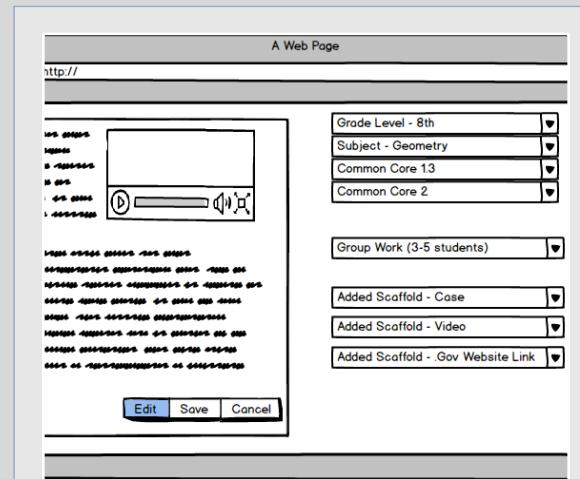 A Web Page
http://
Grade Level - 8th
Subject - Geometry
Common Core 1.3
Common Core 2
Group Work (3-5 students)
Added Scaffold - Case
Added Scaffold - Video
Added Scaffold - .Gov Website Link
Edit Save Cancel